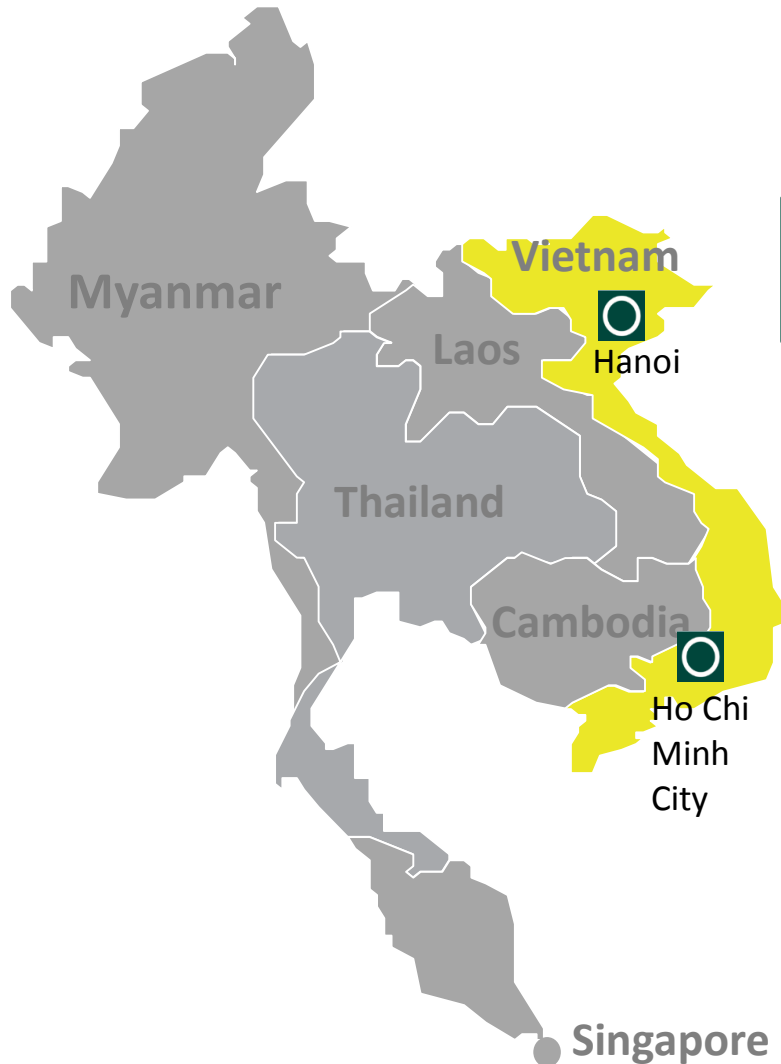 Vietnam
Myanmar
Laos
Hanoi
Thailand
Cambodia
Ho Chi
Minh
City
Singapore